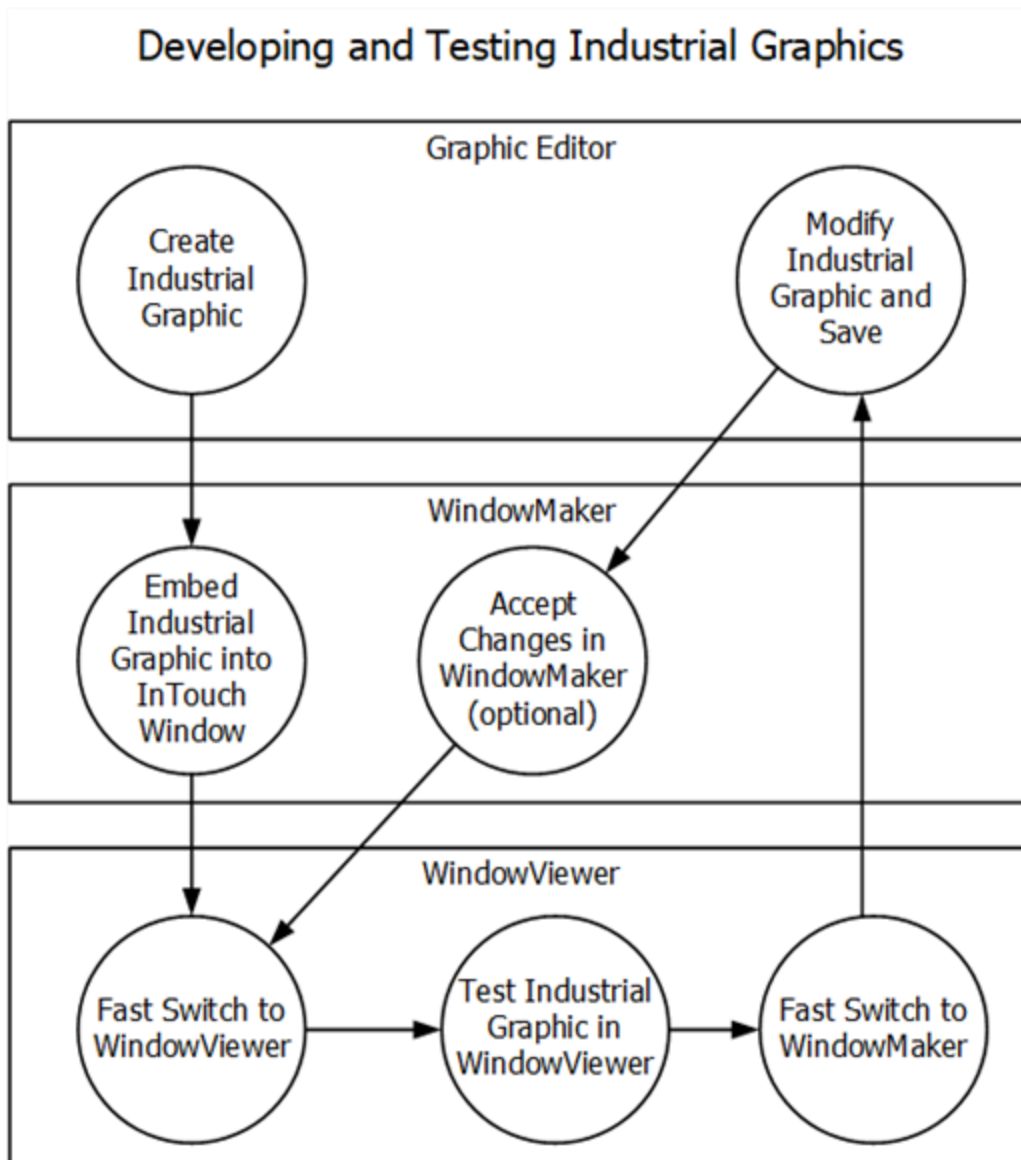 Developing and Testing Industrial Graphics
Graphic Editor
Create
Industrial
Graphic
Modify
Industrial
Graphic and
Save
WindowMaker
Embed
Industrial
Graphic into
InTouch
Window
Accept
Changes in
WindowMaker
(optional)
WindowViewer
Fast Switch to
WindowViewer
Test Industrial
Graphic in
WindowViewer
Fast Switch to
WindowMaker